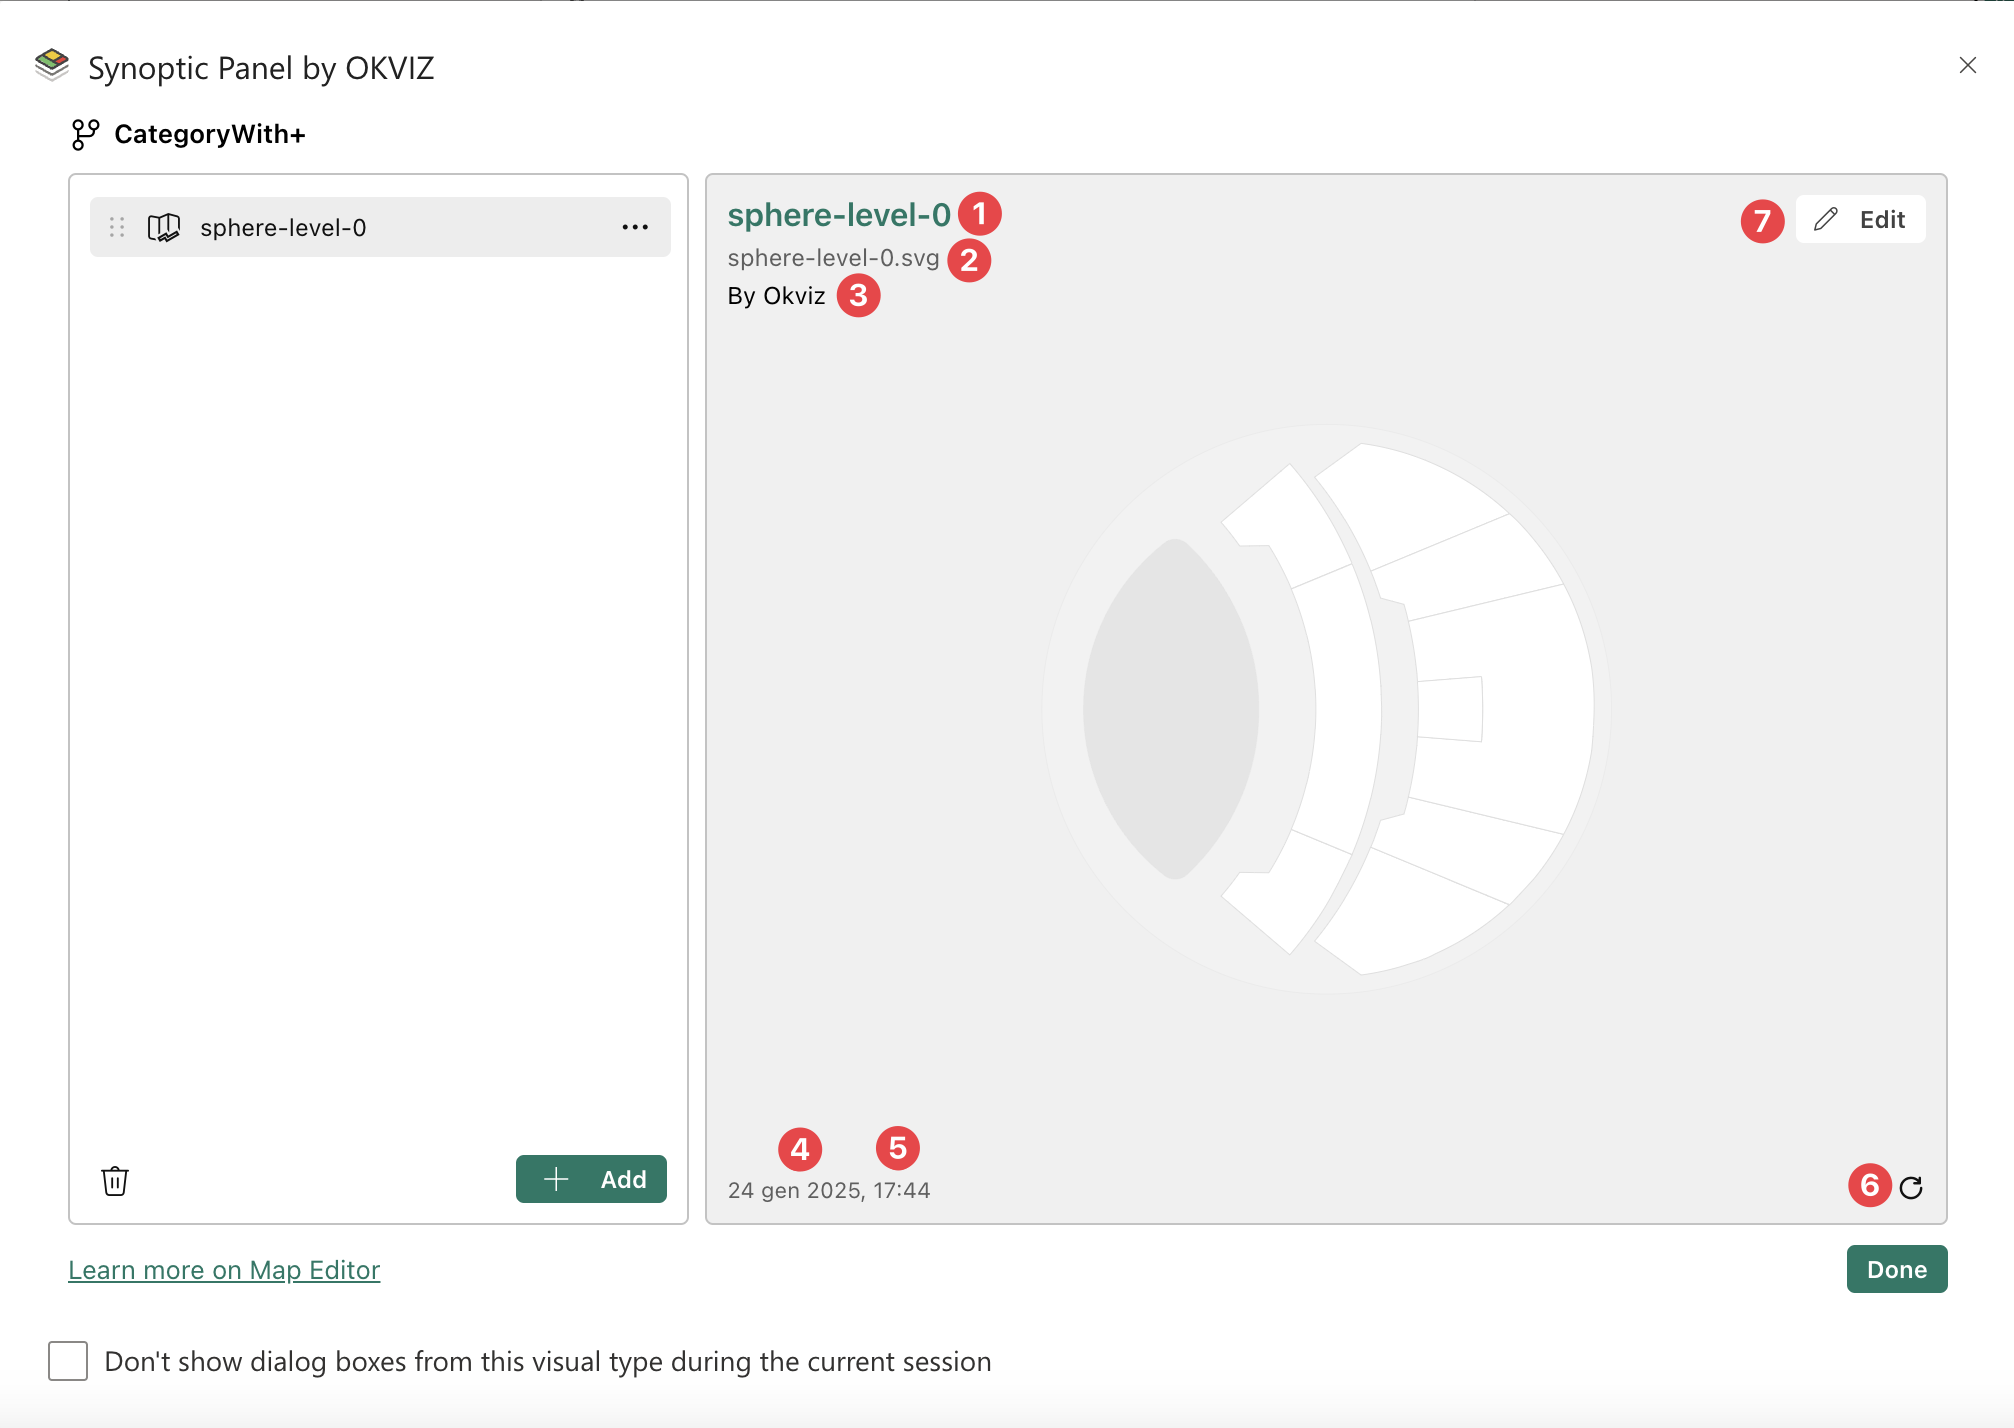 Synoptic Panel by OKVIZ
CategoryWith+
sphere-level-0
sphere-level-0 1
sphere-level-0.svg 2
By Okviz 3
7 Edit
4 5
24 gen 2025, 17:44
6
Add
Learn more on Map Editor
Done
Don't show dialog boxes from this visual type during the current session